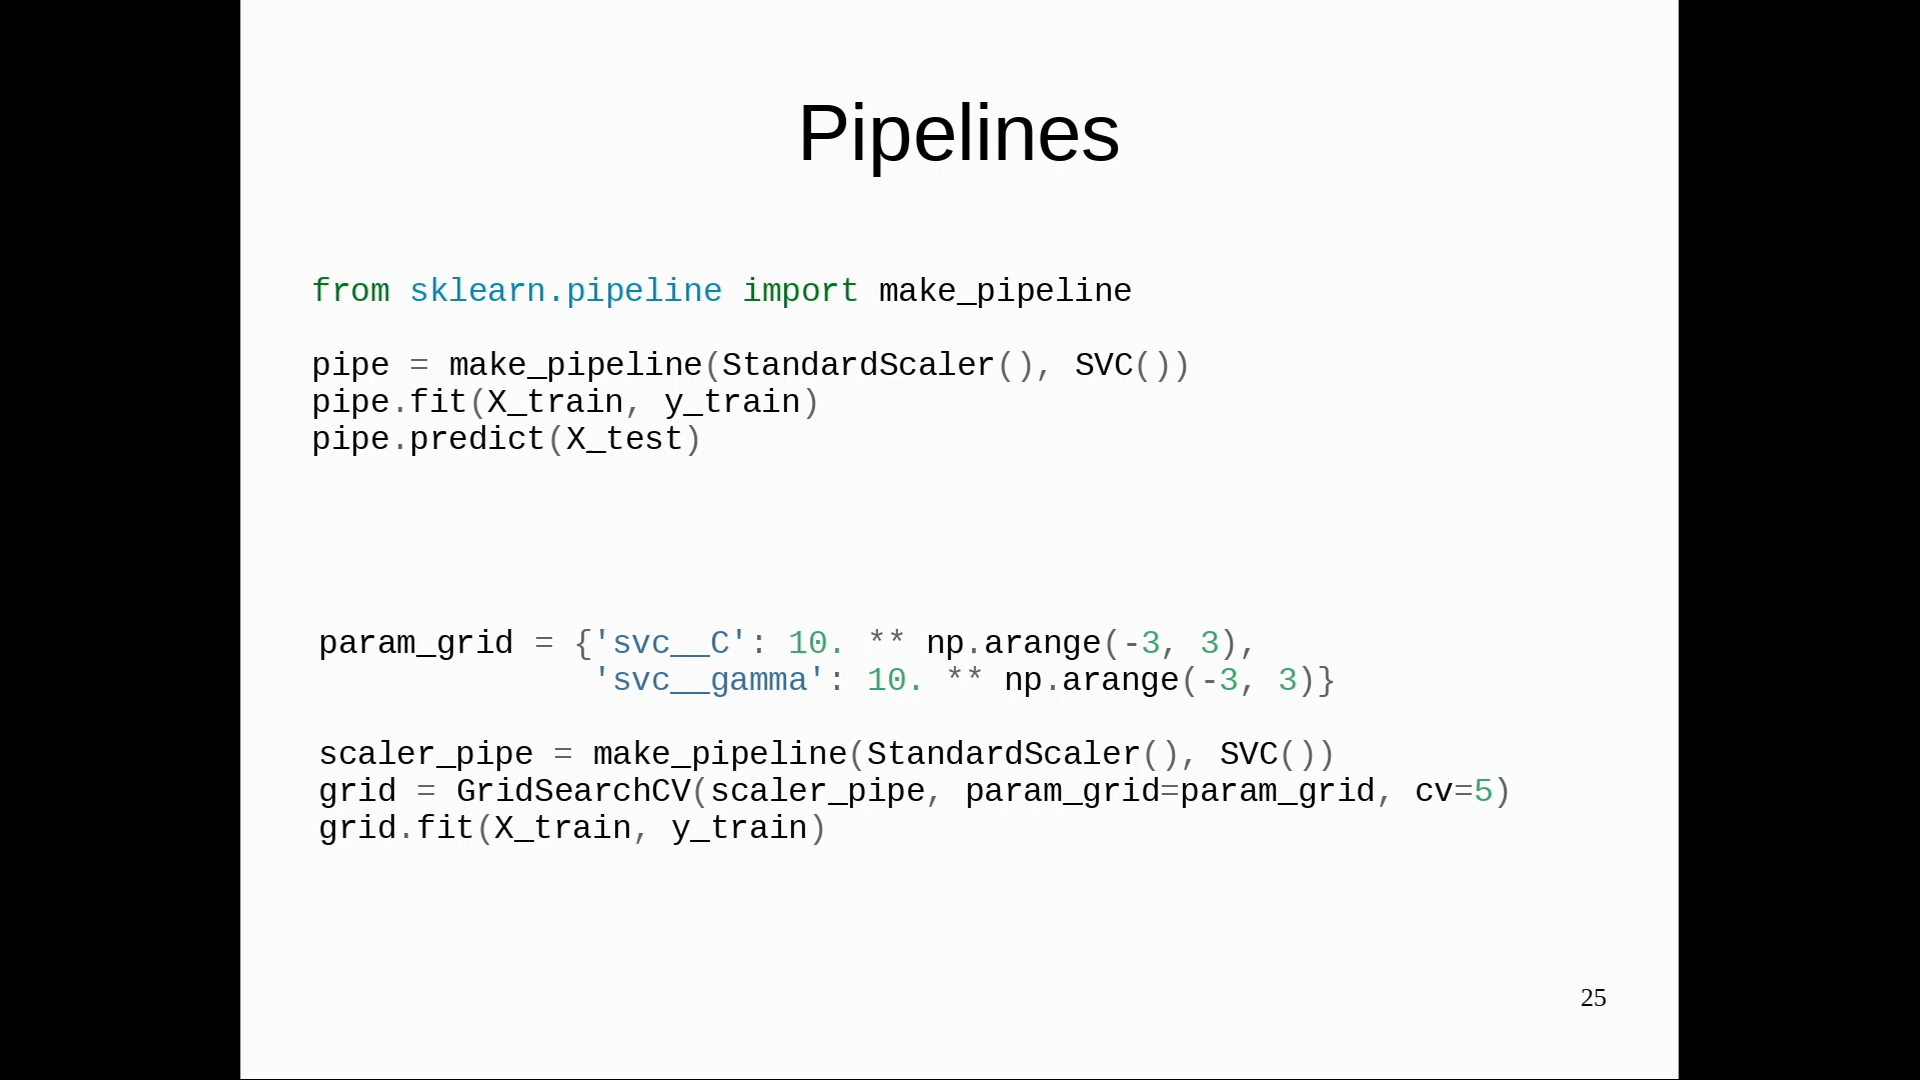 Pipelines
from sklearn.pipeline import make_pipeline
pipe = make_pipeline(StandardScaler(), SVC())
pipe.fit(X_train, y_train)
pipe.predict(X_test)
param_grid = {'svc__C': 10. ** np.arange(-3, 3),
'svc__gamma': 10. ** np.arange(-3, 3)}
scaler_pipe = make_pipeline(StandardScaler(), SVC())
grid = GridSearchCV(scaler_pipe, param_grid=param_grid, cv=5)
grid.fit(X_train, y_train)
25